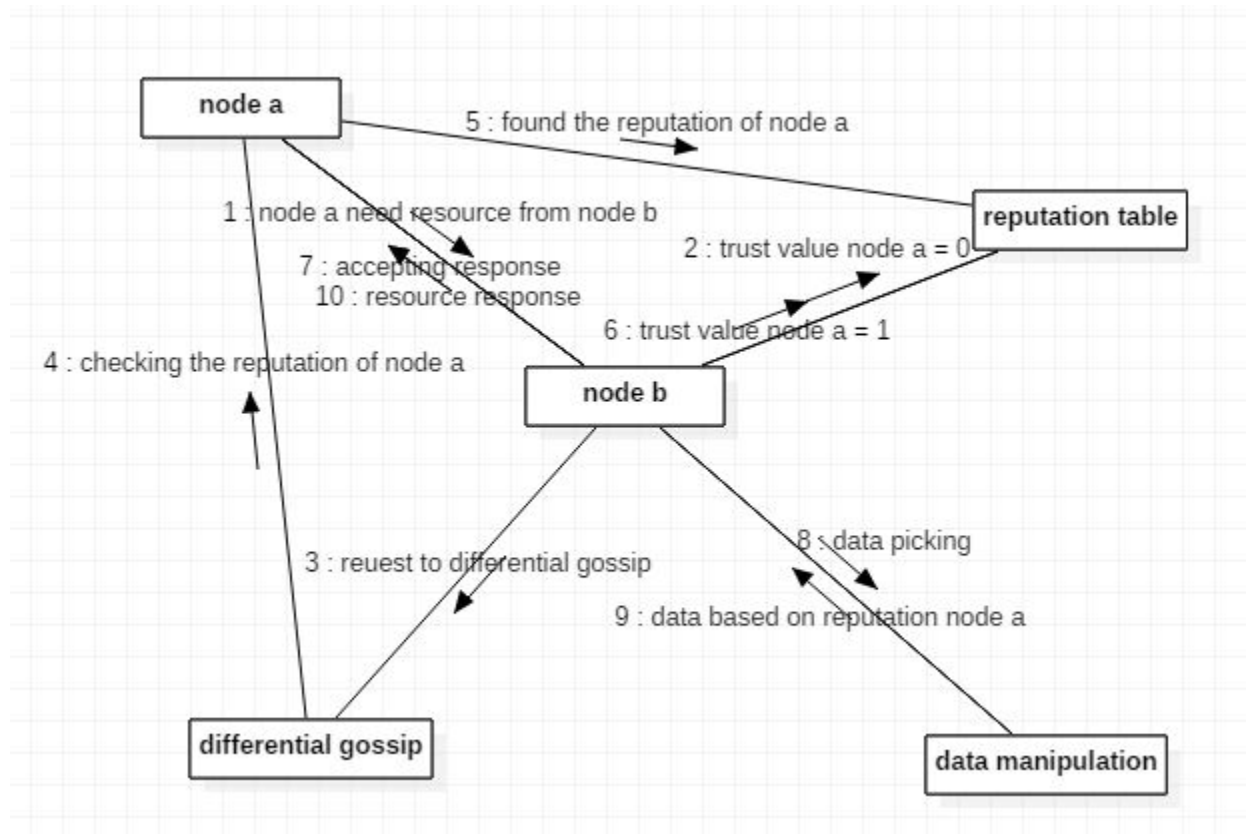 node a
5 : found the reputation of node a
1 : node a need resource from node b
reputation table
2 : trust value node a = 0
7 : accepting response
10 : resource response
6 : trust value node a = 1
4 : checking the reputation of node a
node b
8 : data picking
3 : reuest to differential gossip
9 : data based on reputation node a
differential gossip
data manipulation